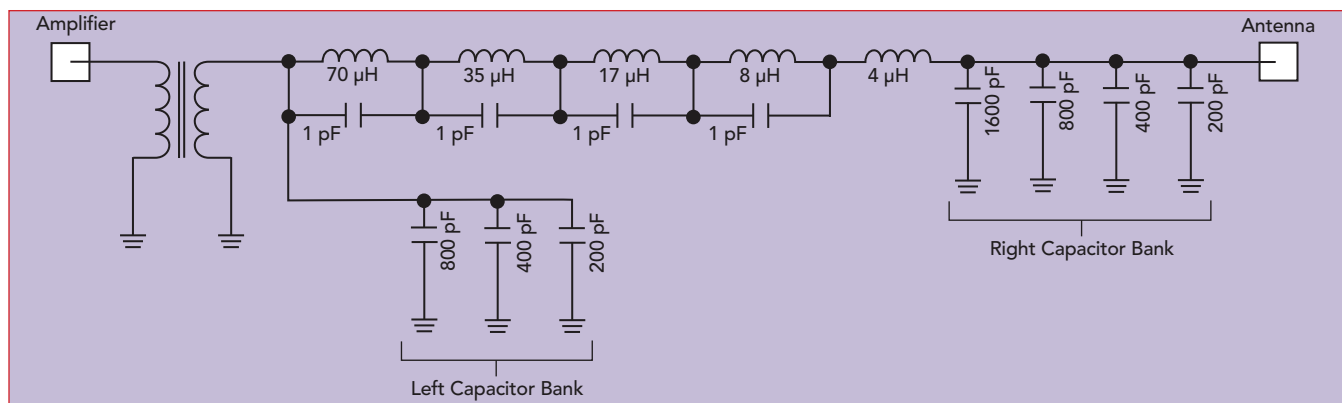 Amplifier
Antenna
70 µH
35 µH
17 µH
8 µH
4 µH
1 pF
1 pF
1 pF
1 pF
1600 pF
800 pF
400 pF
200 pF
Right Capacitor Bank
800 pF
400 pF
200 pF
Left Capacitor Bank